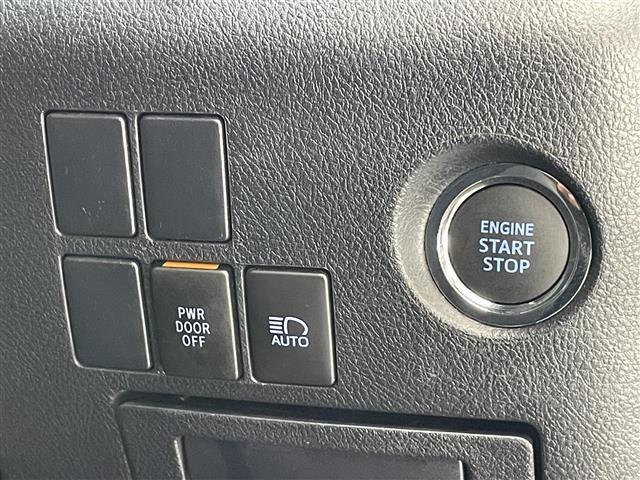 PWR
DOOR
OFF
AUTO
ENGINE
START
STOP